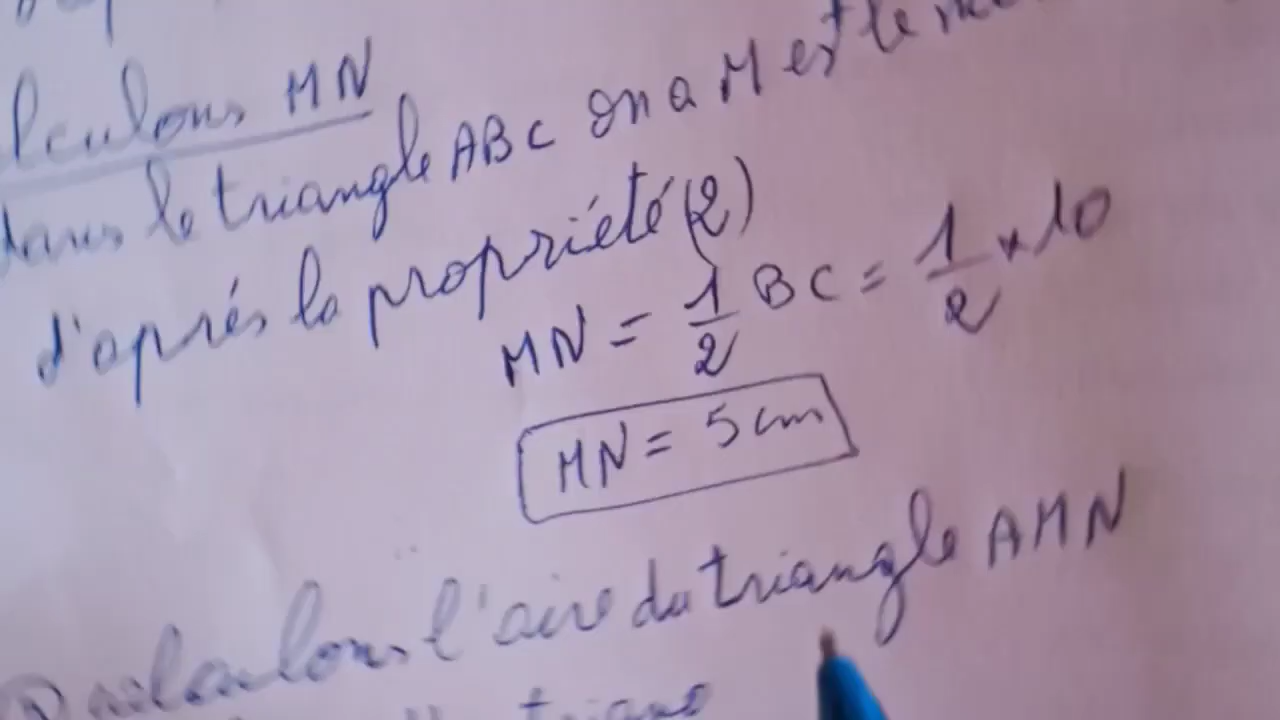 lculons MN
dans le triangle ABC on a M est le
d'après la propriété (2)
MN = 1/2 BC = 1/2 × 10
MN = 5 cm
calculons l'aire du triangle AMN